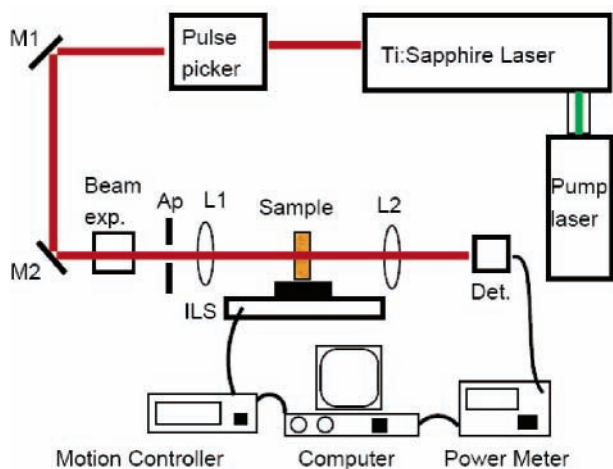 M1
Pulse
picker
Ti:Sapphire Laser
Pump
laser
Beam
exp.
Ap
L1
Sample
L2
M2
Det.
ILS
Motion Controller
Computer
Power Meter